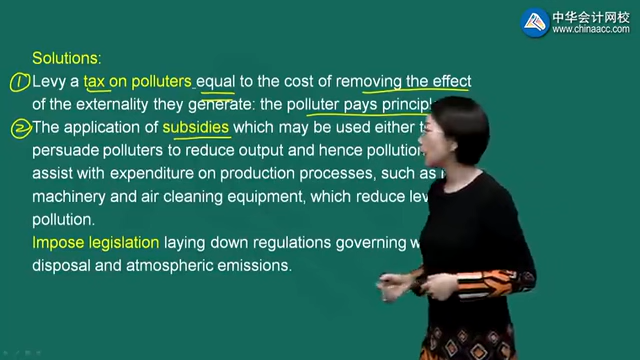 中华会计网校
www.chinaacc.com
Solutions:
① Levy a tax on polluters equal to the cost of removing the effect
of the externality they generate: the polluter pays principl
② The application of subsidies which may be used either t
persuade polluters to reduce output and hence pollution
assist with expenditure on production processes, such as
machinery and air cleaning equipment, which reduce lev
pollution.
Impose legislation laying down regulations governing w
disposal and atmospheric emissions.